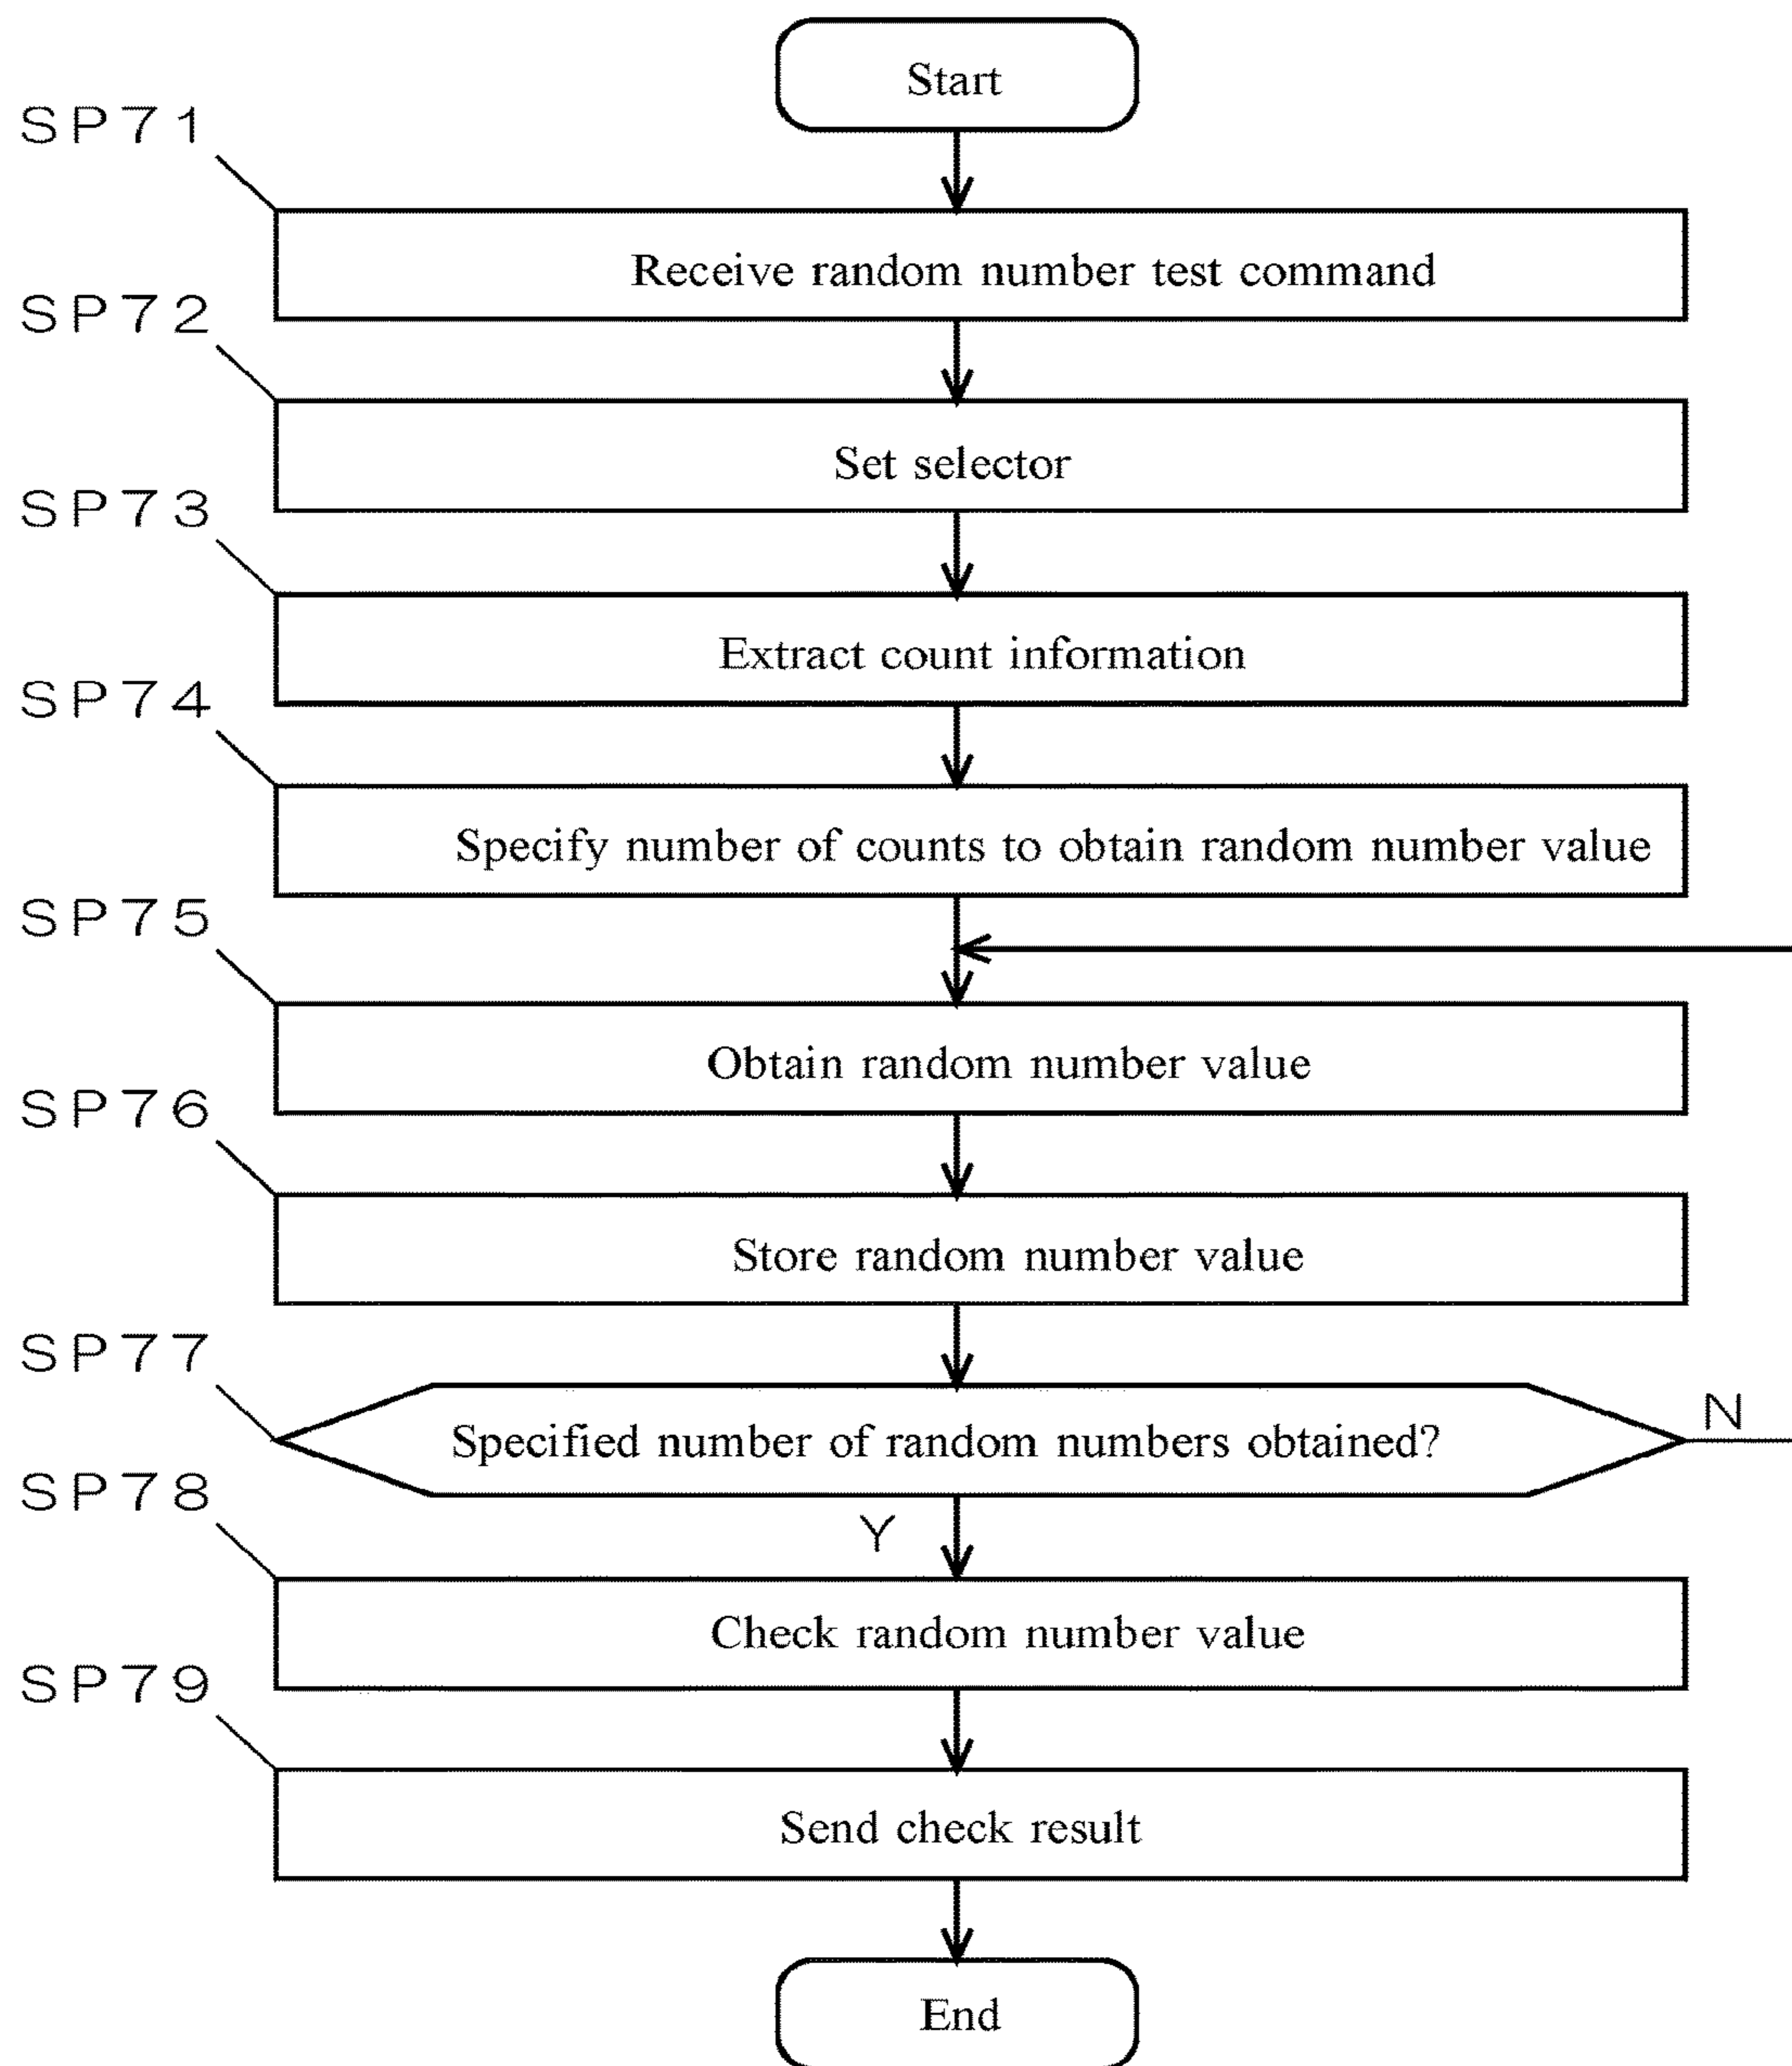 Start
SP71
Receive random number test command
SP72
Set selector
SP73
Extract count information
SP74
Specify number of counts to obtain random number value
SP75
Obtain random number value
SP76
Store random number value
SP77
Specified number of random numbers obtained?
N
SP78
Y
Check random number value
SP79
Send check result
End